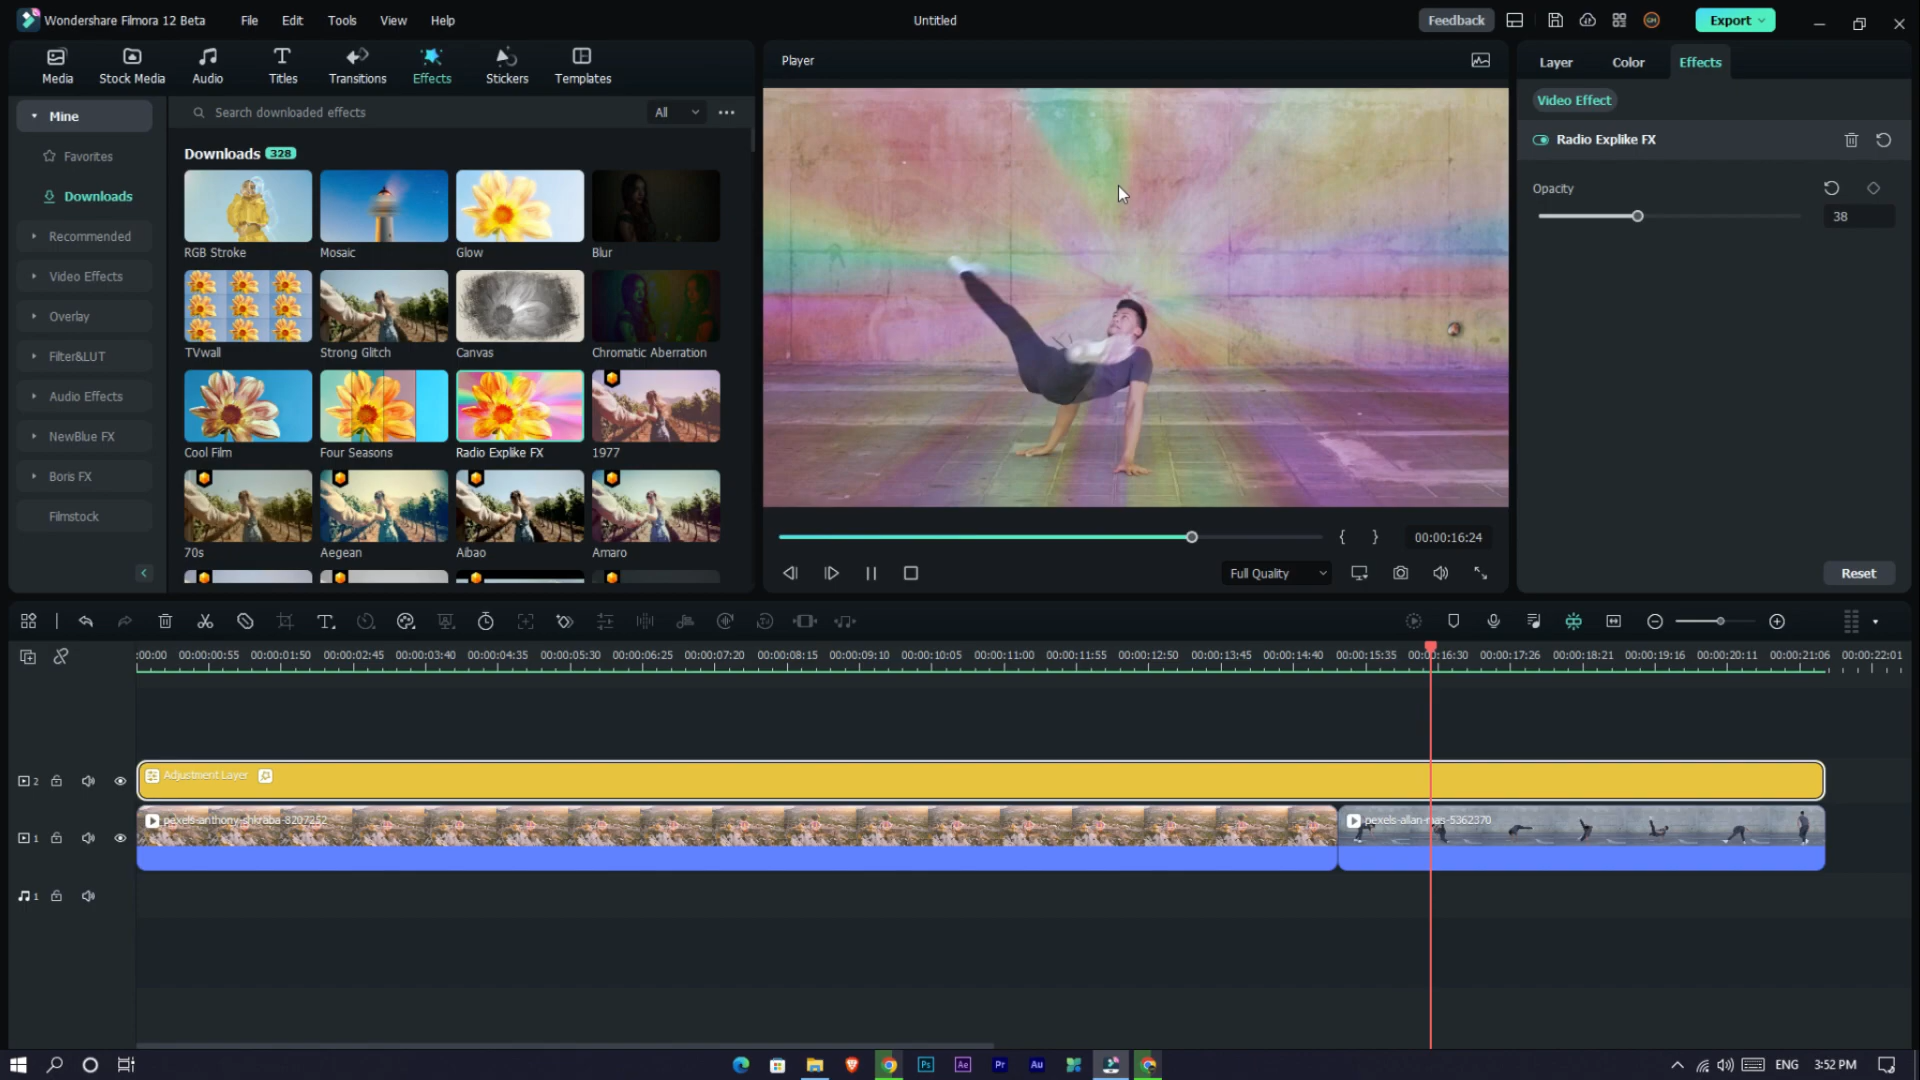 Wondershare Filmora 12 Beta
File
Edit
Tools
View
Help
Untitled
Feedback
Export
Media
Stock Media
Audio
Titles
Transitions
Effects
Stickers
Templates
Player
Layer
Color
Effects
Mine
Search downloaded effects
All
Video Effect
Favorites
Downloads 328
Radio Explike FX
Downloads
Opacity
38
Recommended
RGB Stroke
Mosaic
Glow
Blur
Video Effects
Overlay
TVwall
Strong Glitch
Canvas
Chromatic Aberration
Filter&LUT
Audio Effects
NewBlue FX
Cool Film
Four Seasons
Radio Explike FX
1977
Boris FX
Filmstock
70s
Aegean
Aibao
Amaro
{ }
00:00:16:24
Full Quality
Reset
:00:00
00:00:00:55
00:00:01:50
00:00:02:45
00:00:03:40
00:00:04:35
00:00:05:30
00:00:06:25
00:00:07:20
00:00:08:15
00:00:09:10
00:00:10:05
00:00:11:00
00:00:11:55
00:00:12:50
00:00:13:45
00:00:14:40
00:00:15:35
00:00:16:30
00:00:17:26
00:00:18:21
00:00:19:16
00:00:20:11
00:00:21:06
00:00:22:01
2
Adjustment Layer
1
pexels-anthony-shkraba-8207252
pexels-allan-mas-5362370
1
Ps
Ae
Pr
Au
ENG
3:52 PM